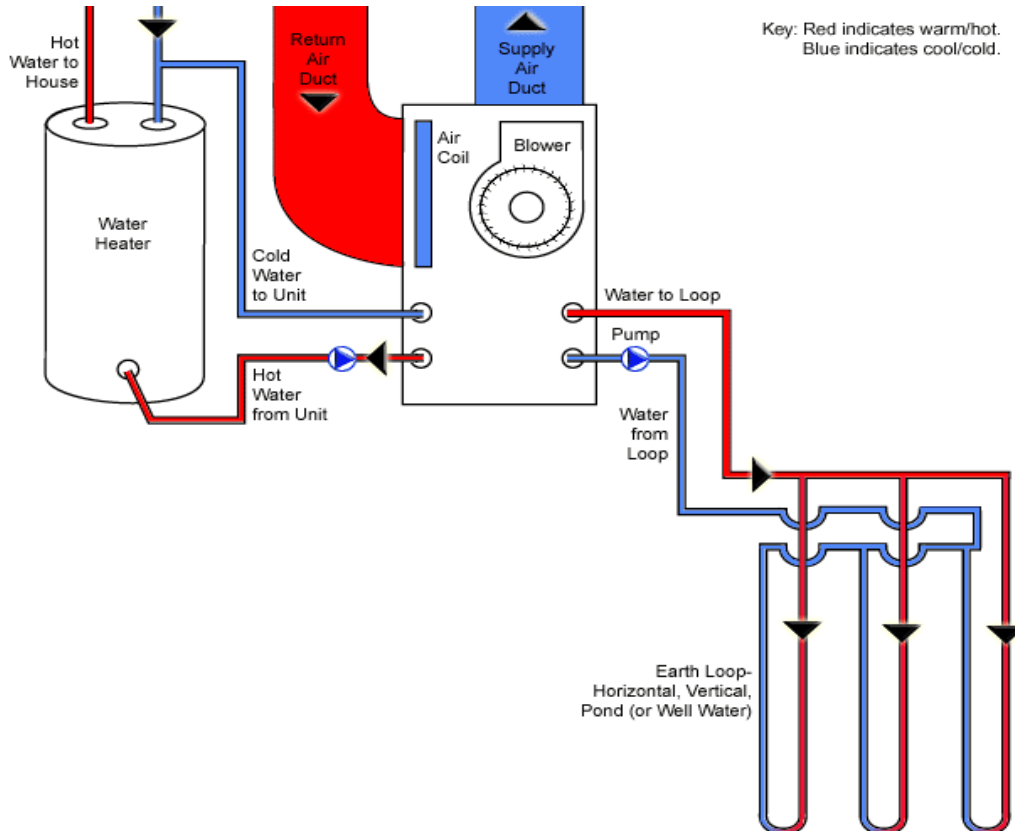 Key: Red indicates warm/hot.
Blue indicates cool/cold.
Hot
Water to
House
Return
Air
Duct
Supply
Air
Duct
Air
Coil
Blower
Water
Heater
Cold
Water
to Unit
Water to Loop
Pump
Hot
Water
from Unit
Water
from
Loop
Earth Loop-
Horizontal, Vertical,
Pond (or Well Water)